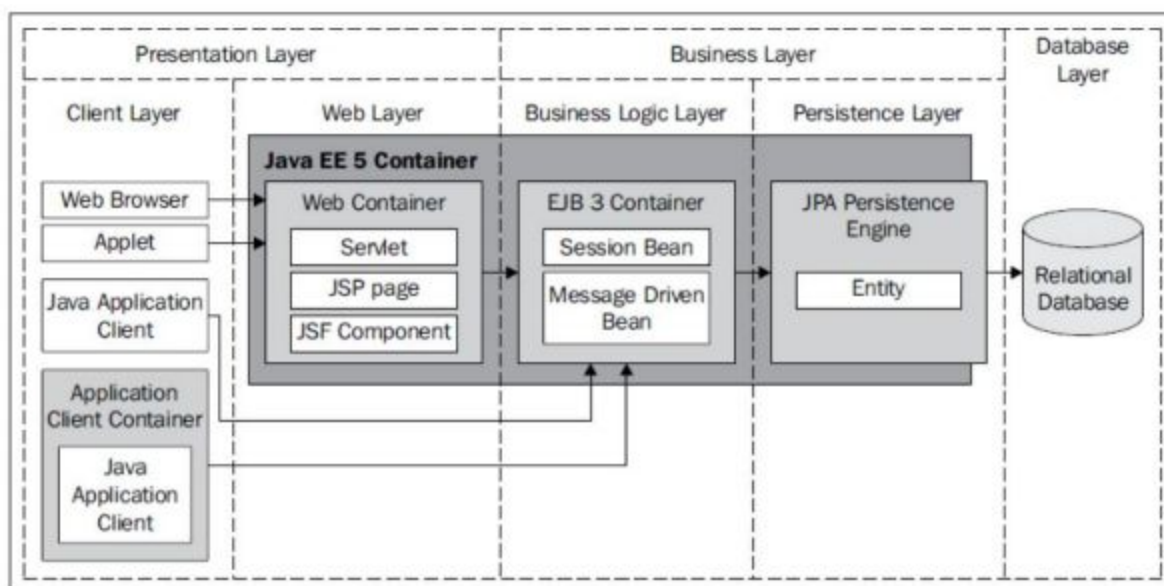 Presentation Layer
Business Layer
Database
Layer
Client Layer
Web Layer
Business Logic Layer
Persistence Layer
Java EE 5 Container
Web Browser
Applet
Java Application
Client
Application
Client Container
Java
Application
Client
Web Container
Servlet
JSP page
JSF Component
EJB 3 Container
Session Bean
Message Driven
Bean
JPA Persistence
Engine
Entity
Relational
Database